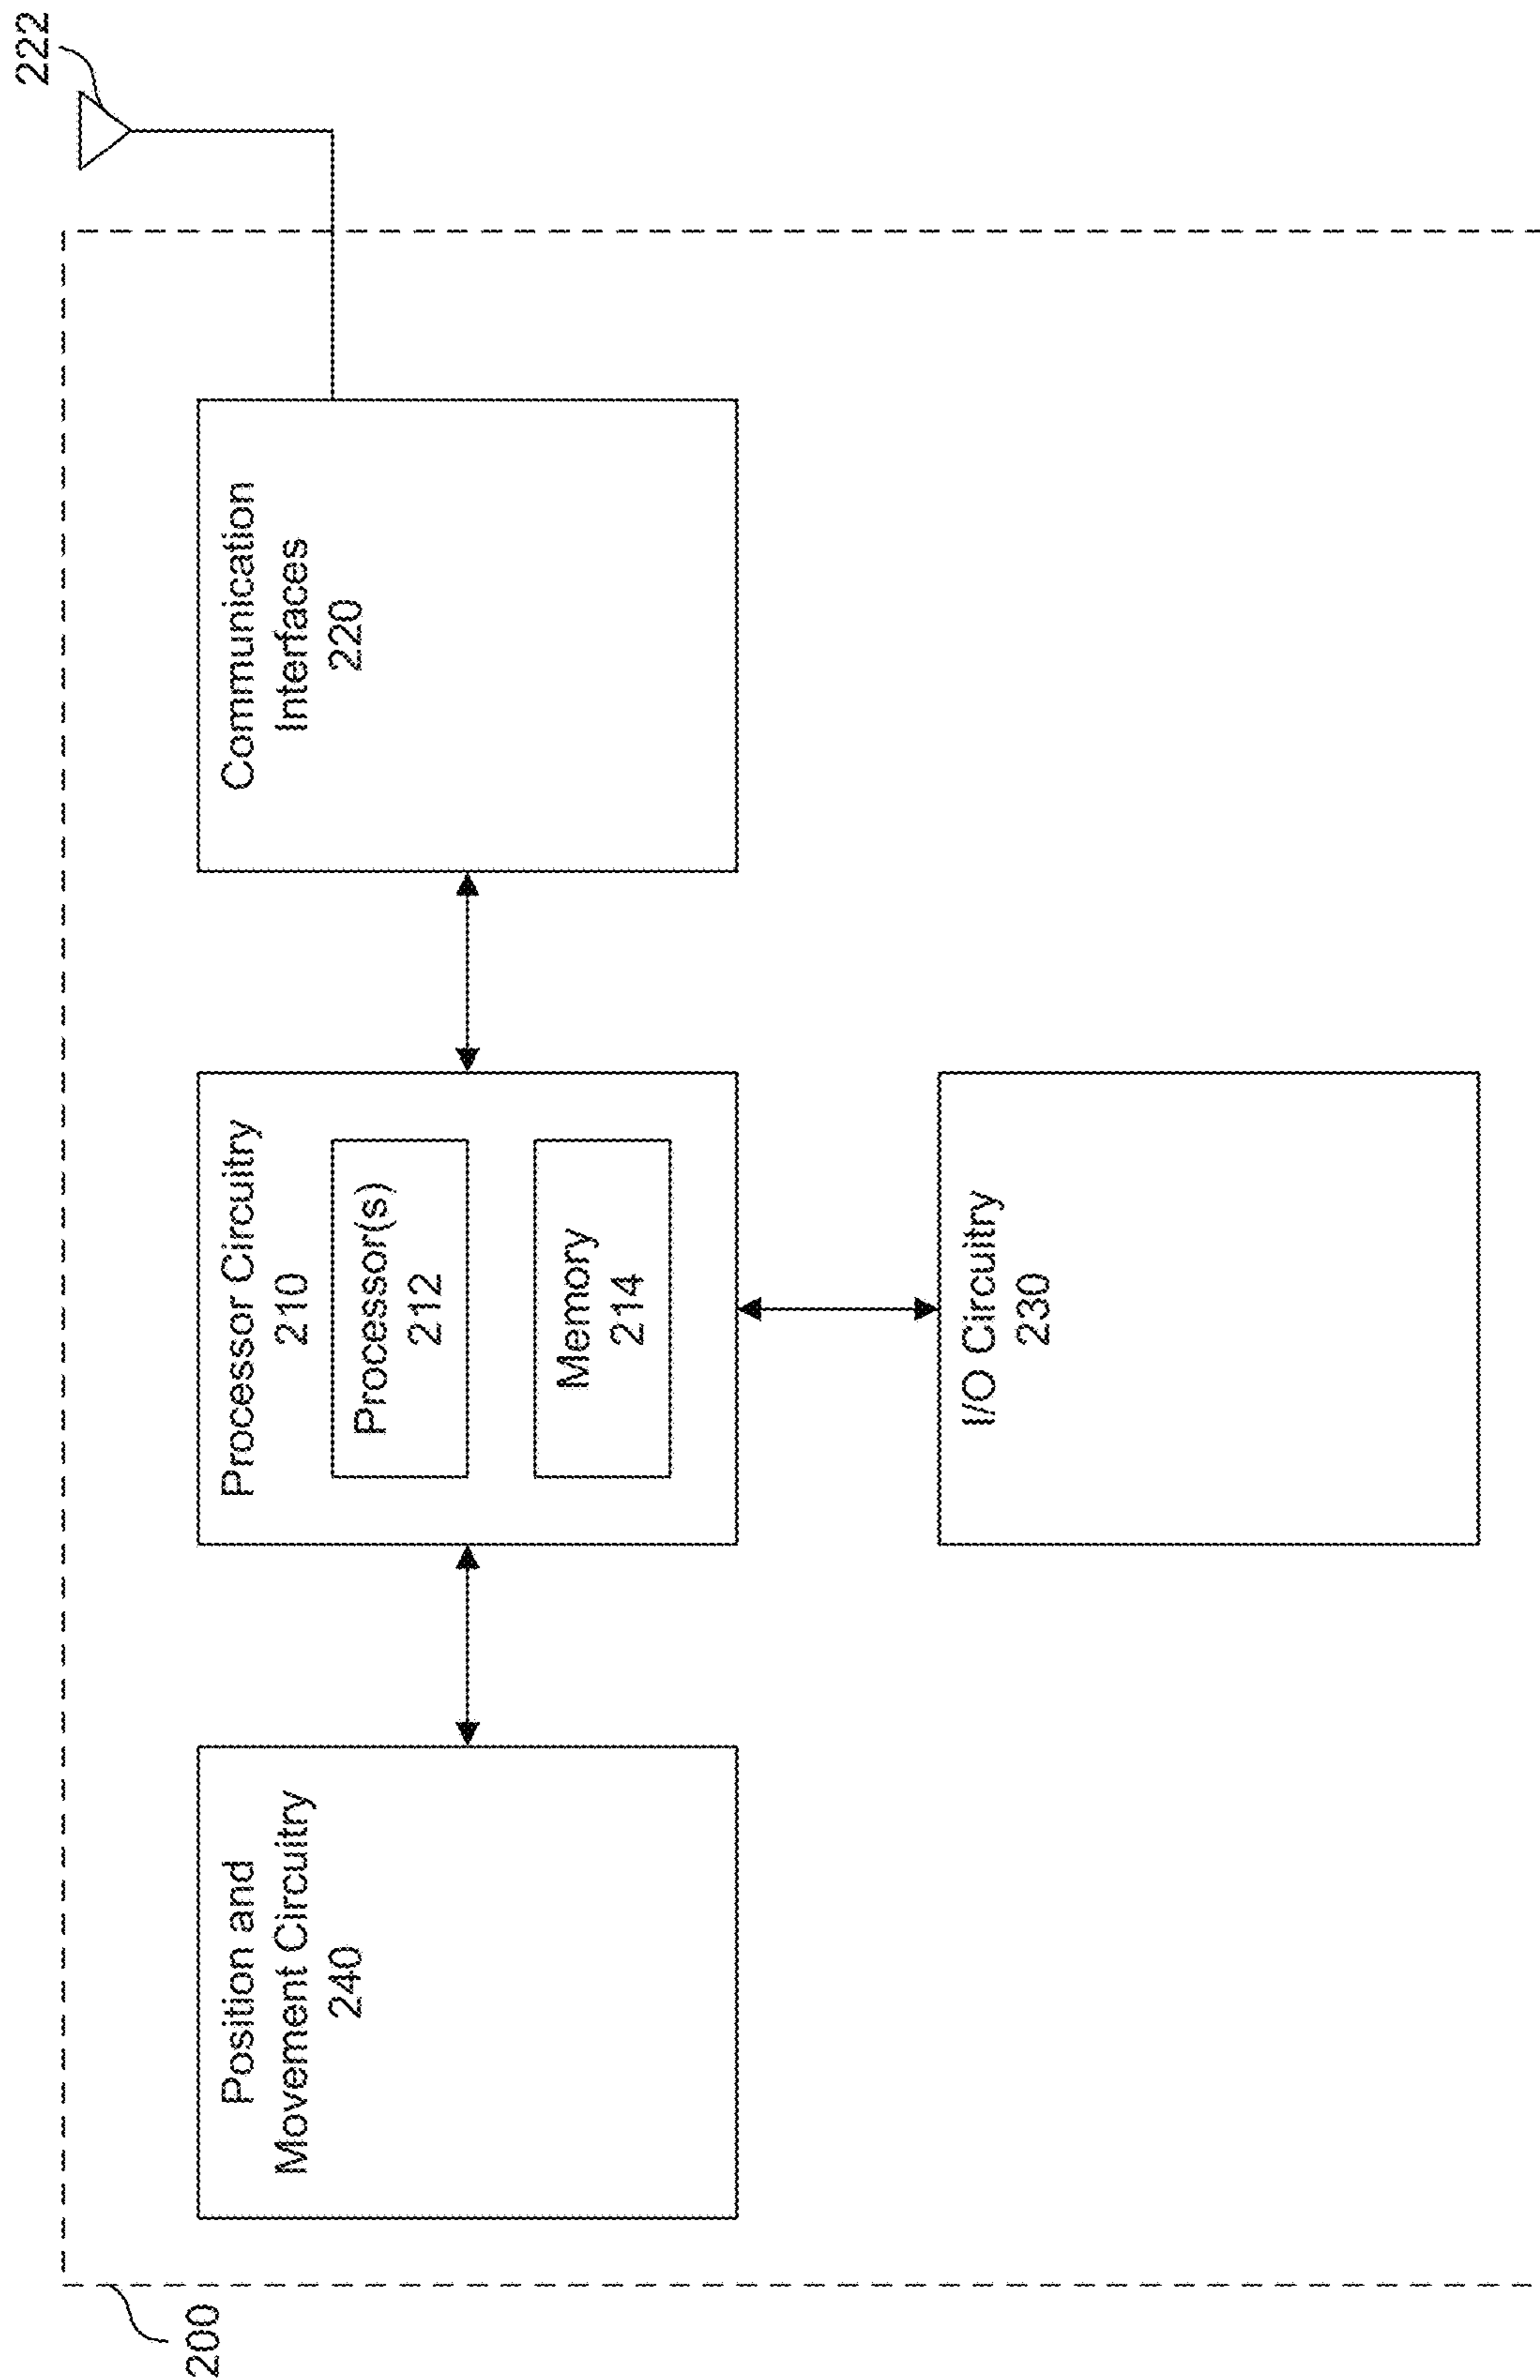 222
200
Position and
Movement Circuitry
240
Processor Circuitry
210
Processor(s)
212
Memory
214
Communication
Interfaces
220
I/O Circuitry
230